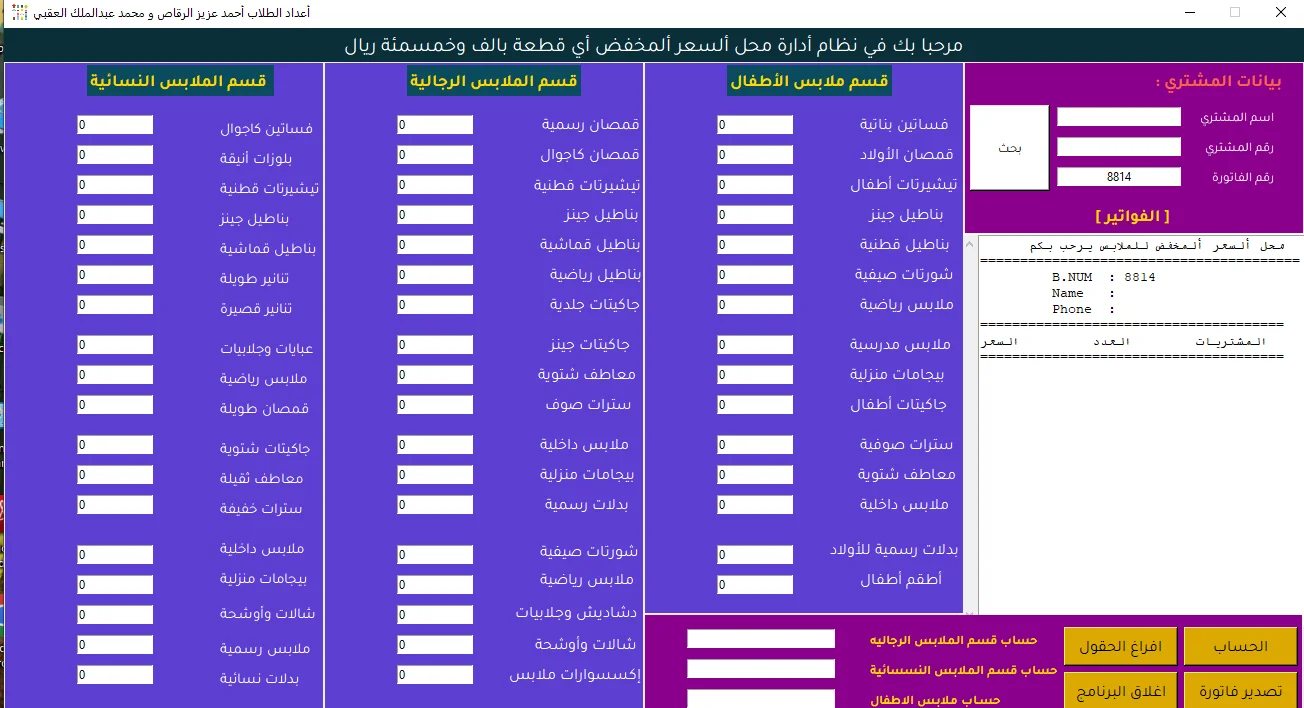 أعداد الطلاب أحمد عزيز الرقاص و محمد عبدالملك العقبي
مرحبا بك في نظام أدارة محل ألسعر ألمخفض أي قطعة بالف وخمسمئة ريال
بيانات المشتري :
اسم المشتري
رقم المشتري
رقم الفاتورة 8814
بحث
[ الفواتير ]
محل ألسعر ألمخفض للملابس يرحب بكم
=======================================
B.NUM : 8814
Name :
Phone :
=====================================
المشتريات العدد السعر
=====================================
قسم ملابس الأطفال
فساتين بناتية 0
قمصان الأولاد 0
تيشيرتات أطفال 0
بناطيل جينز 0
بناطيل قطنية 0
شورتات صيفية 0
ملابس رياضية 0
ملابس مدرسية 0
بيجامات منزلية 0
جاكيتات أطفال 0
سترات صوفية 0
معاطف شتوية 0
ملابس داخلية 0
بدلات رسمية للأولاد 0
أطقم أطفال 0
قسم الملابس الرجالية
قمصان رسمية 0
قمصان كاجوال 0
تيشيرتات قطنية 0
بناطيل جينز 0
بناطيل قماشية 0
بناطيل رياضية 0
جاكيتات جلدية 0
جاكيتات جينز 0
معاطف شتوية 0
سترات صوف 0
ملابس داخلية 0
بيجامات منزلية 0
بدلات رسمية 0
شورتات صيفية 0
ملابس رياضية 0
دشاديش وجلابيات 0
شالات وأوشحة 0
إكسسوارات ملابس 0
قسم الملابس النسائية
فساتين كاجوال 0
بلوزات أنيقة 0
تيشيرتات قطنية 0
بناطيل جينز 0
بناطيل قماشية 0
تنانير طويلة 0
تنانير قصيرة 0
عبايات وجلابيات 0
ملابس رياضية 0
قمصان طويلة 0
جاكيتات شتوية 0
معاطف ثقيلة 0
سترات خفيفة 0
ملابس داخلية 0
بيجامات منزلية 0
شالات وأوشحة 0
ملابس رسمية 0
بدلات نسائية 0
الحساب
افراغ الحقول
تصدير فاتورة
اغلاق البرنامج
حساب قسم الملابس الرجاليه
حساب قسم الملابس النسسائية
حساب ملابس الاطفال